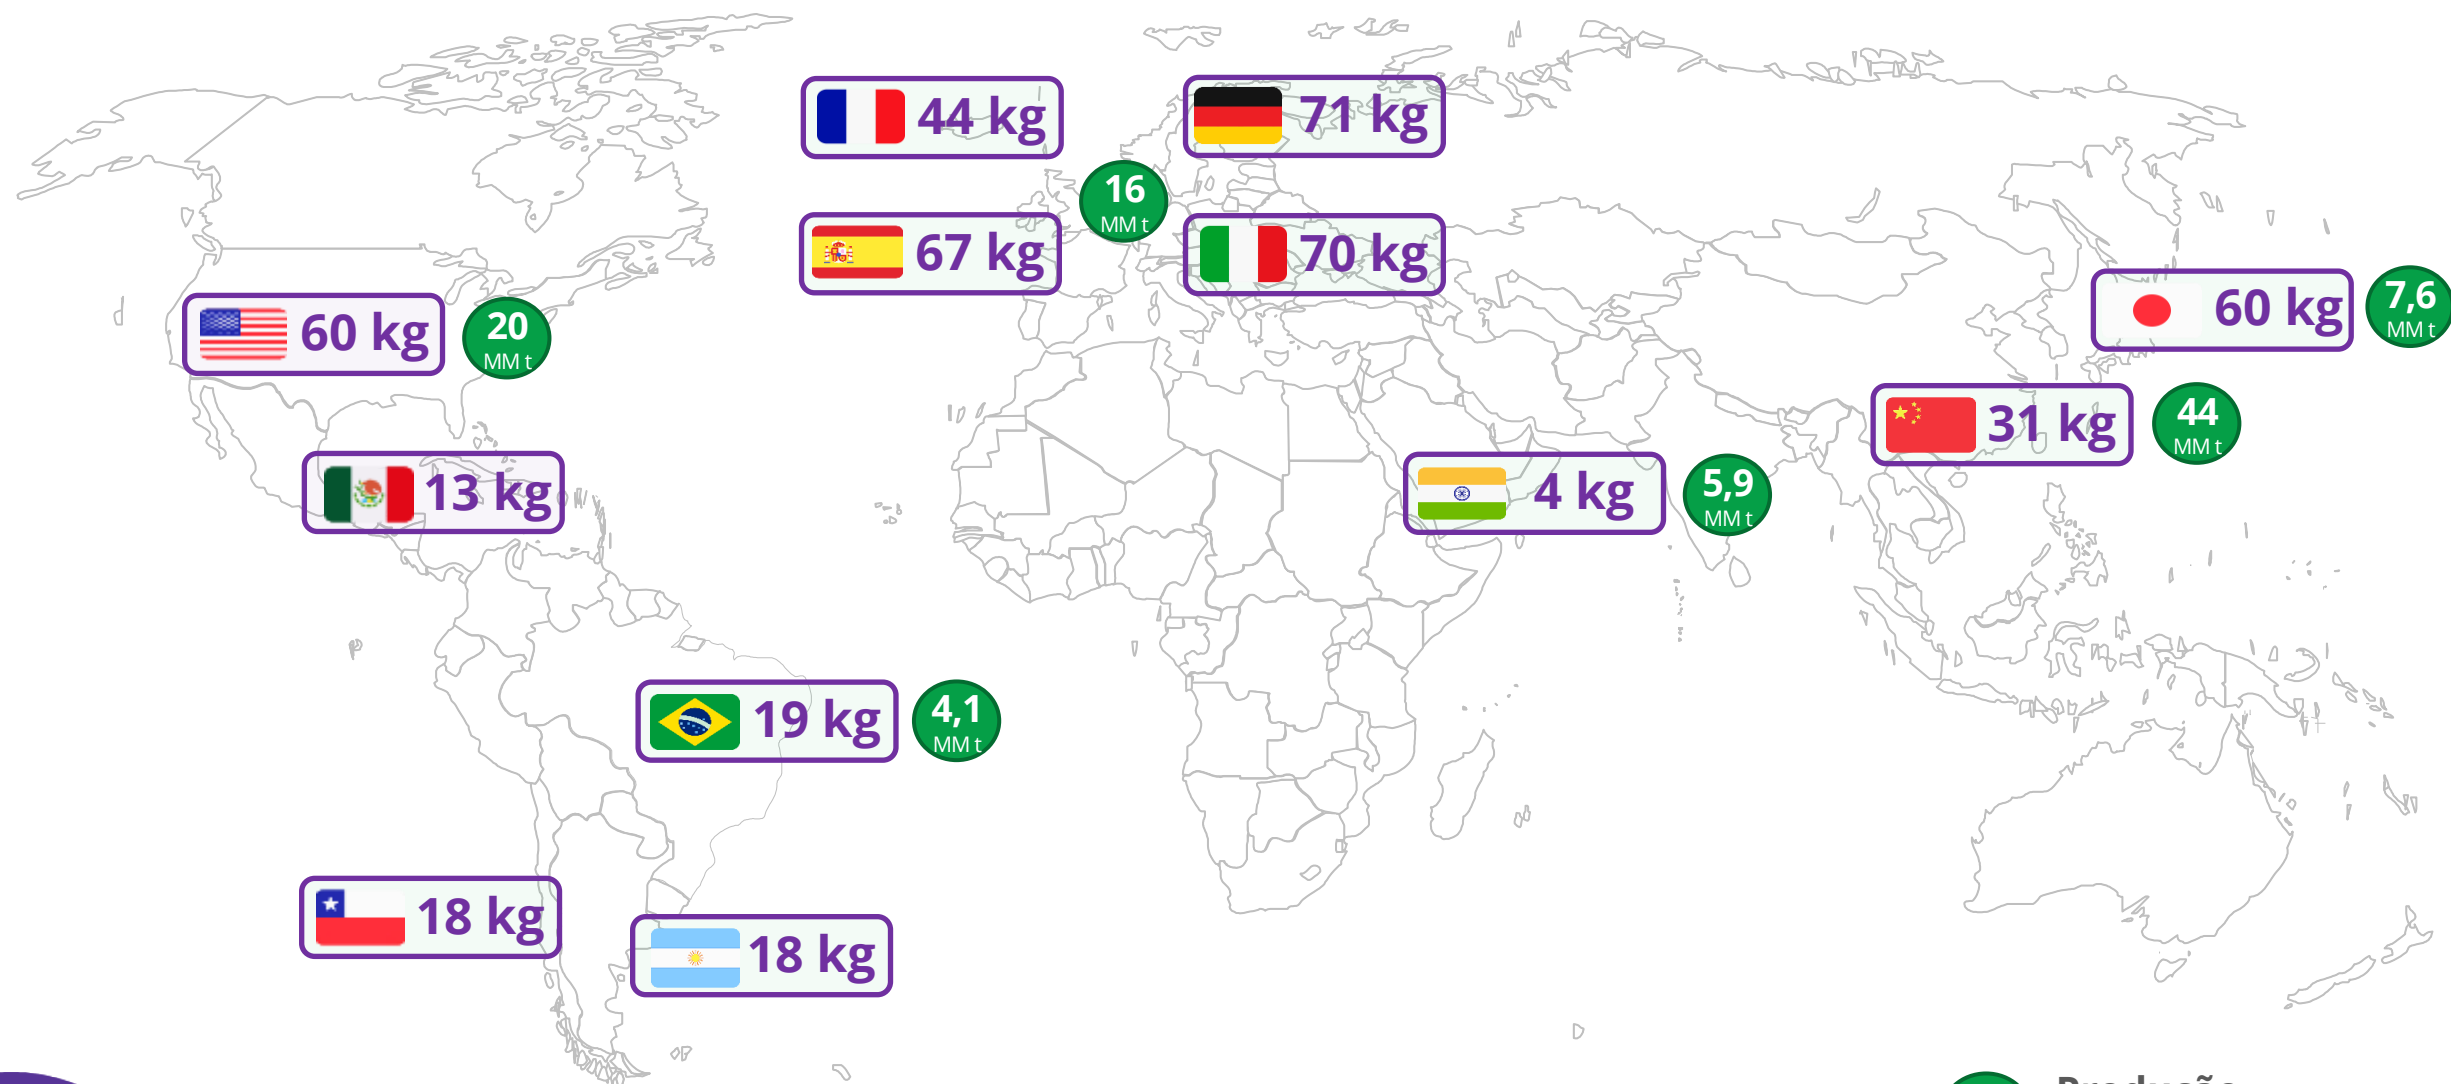 44 kg
71 kg
16
MM t
67 kg
70 kg
60 kg
20
MM t
60 kg
7,6
MM t
31 kg
44
MM t
13 kg
4 kg
5,9
MM t
19 kg
4,1
MM t
18 kg
18 kg
Produção